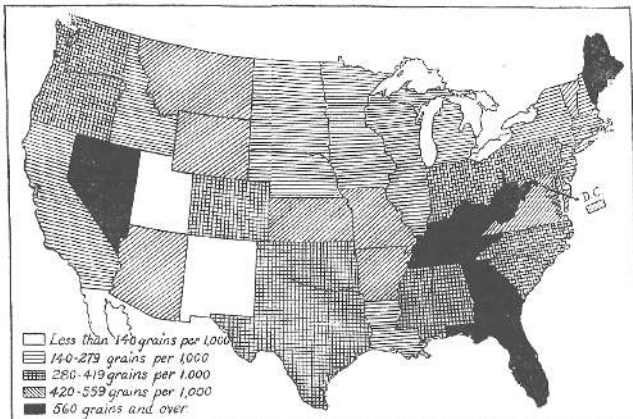 D.C.
Less than 140 grains per 1,000
140-279 grains per 1,000
280-419 grains per 1,000
420-559 grains per 1,000
560 grains and over